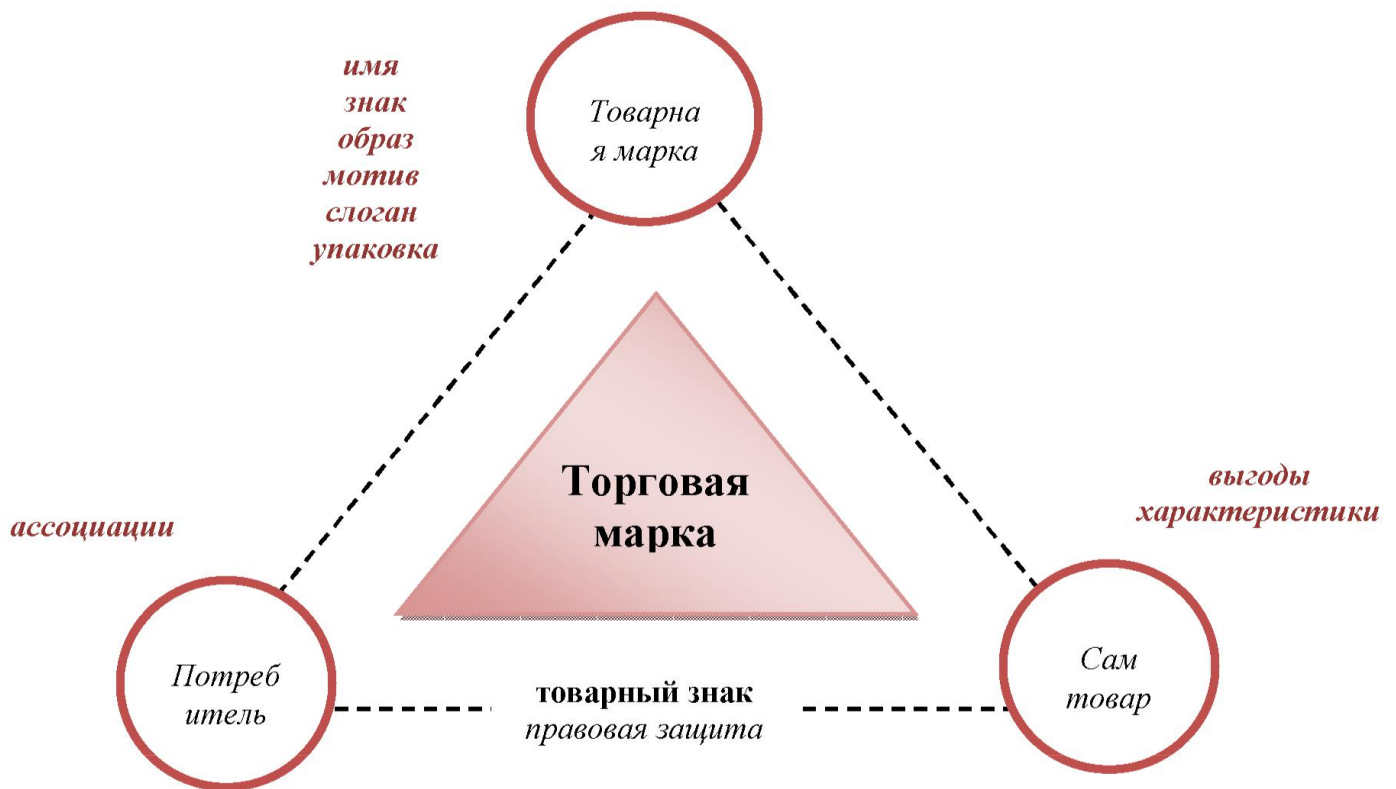 имя
знак
образ
мотив
слоган
упаковка
Товарна
я марка
Торговая
марка
выгоды
характеристики
ассоциации
Потреб
итель
товарный знак
правовая защита
Сам
товар